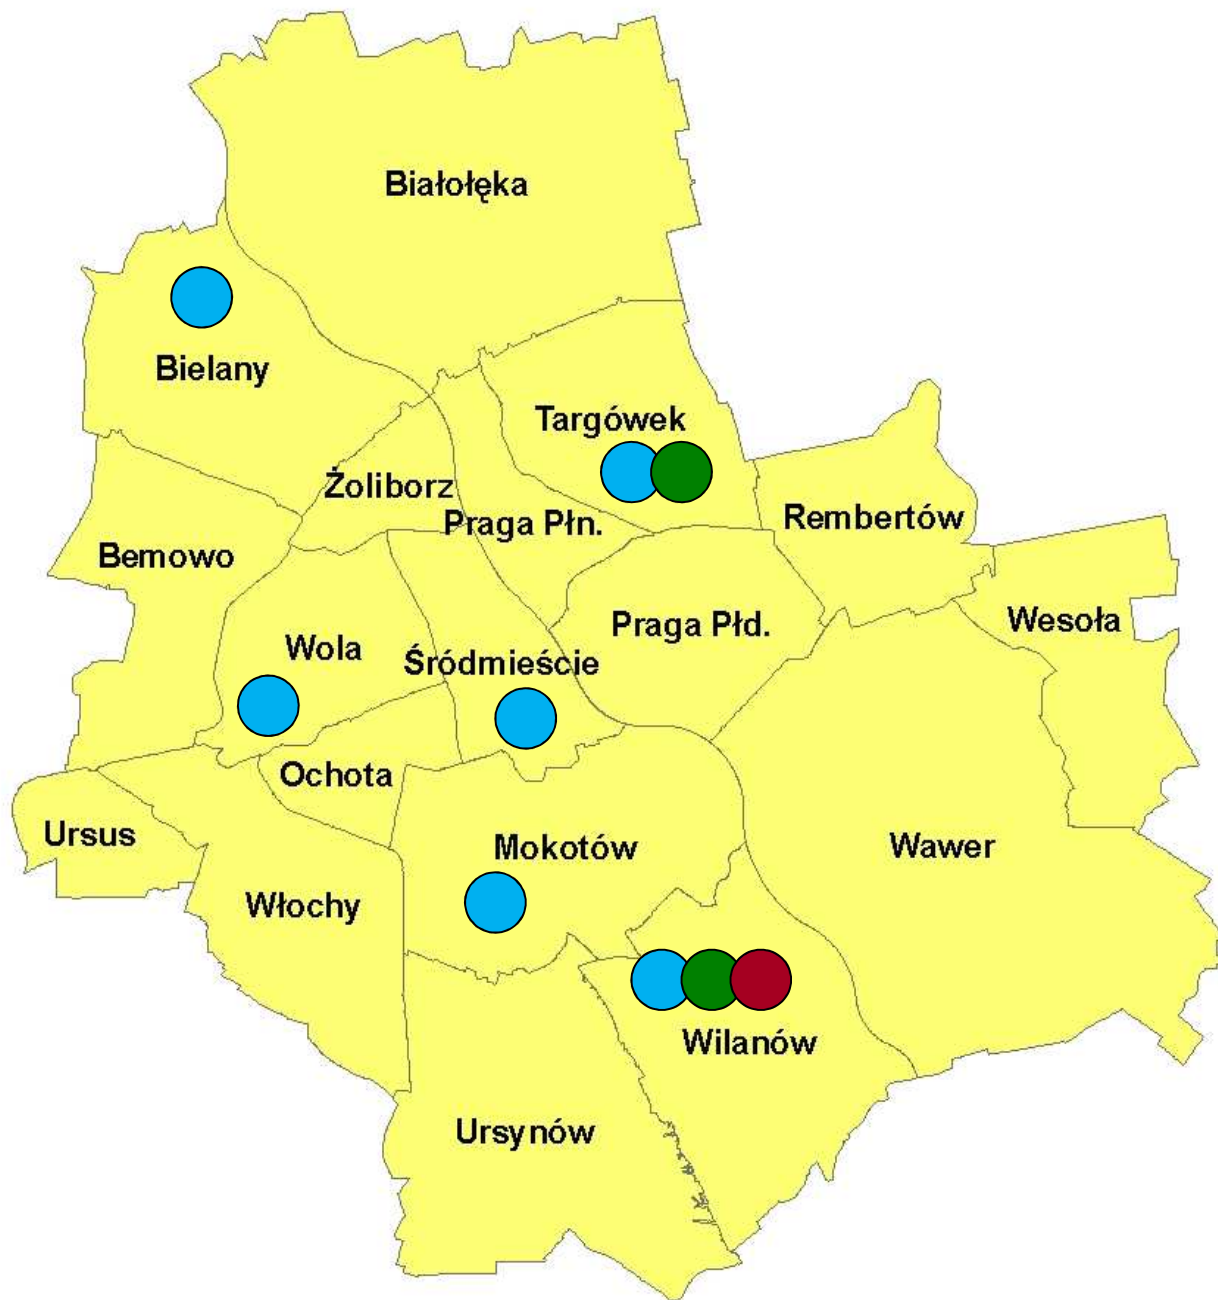 Białołęka
Bielany
Targówek
Żoliborz
Rembertów
Praga Płn.
Bemowo
Wesoła
Praga Płd.
Wola
Śródmieście
Ochota
Ursus
Mokotów
Wawer
Włochy
Wilanów
Ursynów